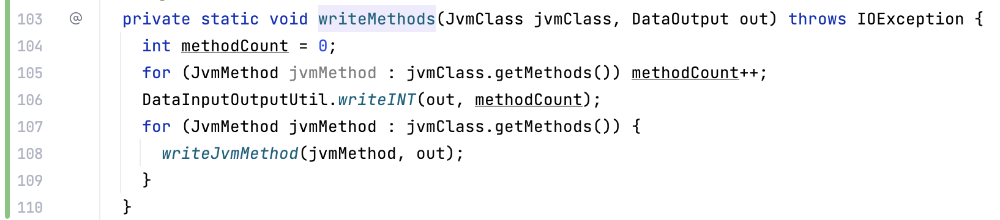 103 @ private static void writeMethods(JvmClass jvmClass, DataOutput out) throws IOException {
104 int methodCount = 0;
105 for (JvmMethod jvmMethod : jvmClass.getMethods()) methodCount++;
106 DataInputOutputUtil.writeINT(out, methodCount);
107 for (JvmMethod jvmMethod : jvmClass.getMethods()) {
108 writeJvmMethod(jvmMethod, out);
109 }
110 }